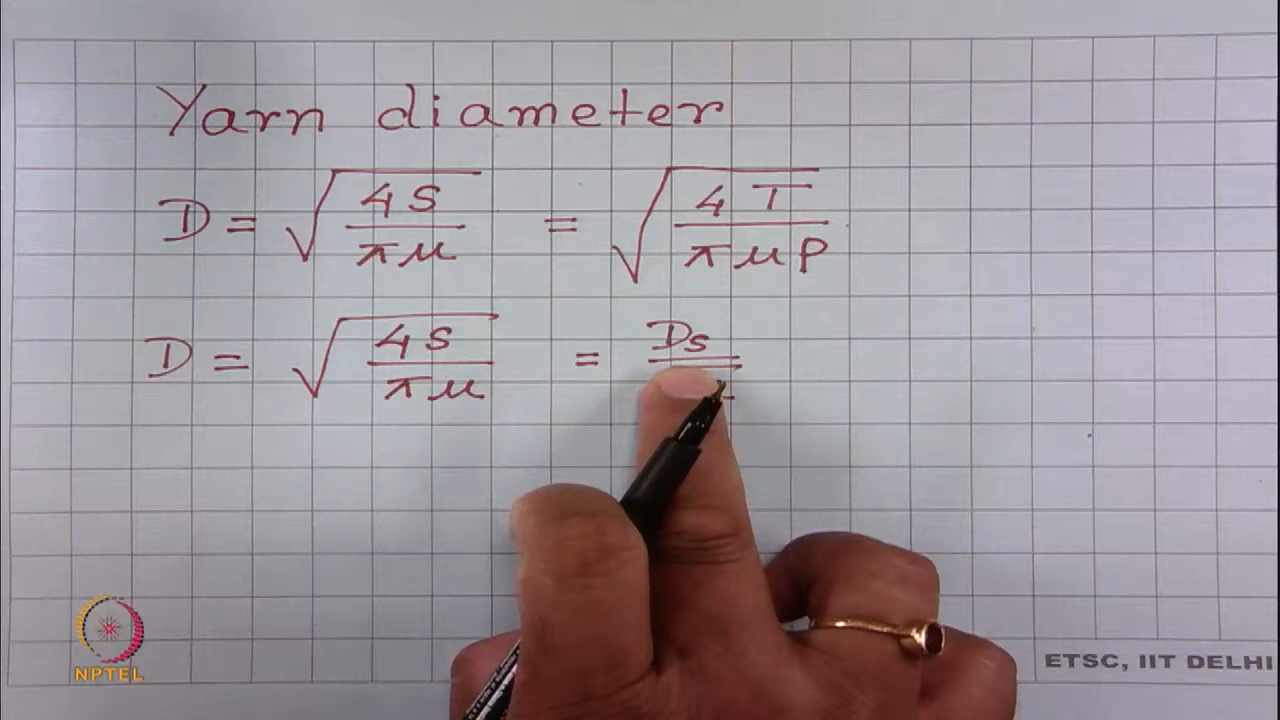 Yarn diameter
D = √(4S / πμ) = √(4T / πμρ)
D = √(4S / πμ) = Ds
NPTEL
ETSC, IIT DELHI